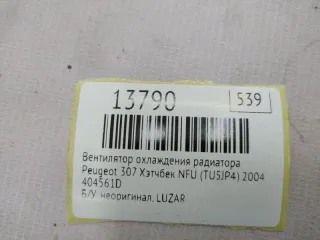 13790
539
Вентилятор охлаждения радиатора
Peugeot 307 Хэтчбек NFU (TU5JP4) 2004
404561D
Б/У, неоригинал, LUZAR